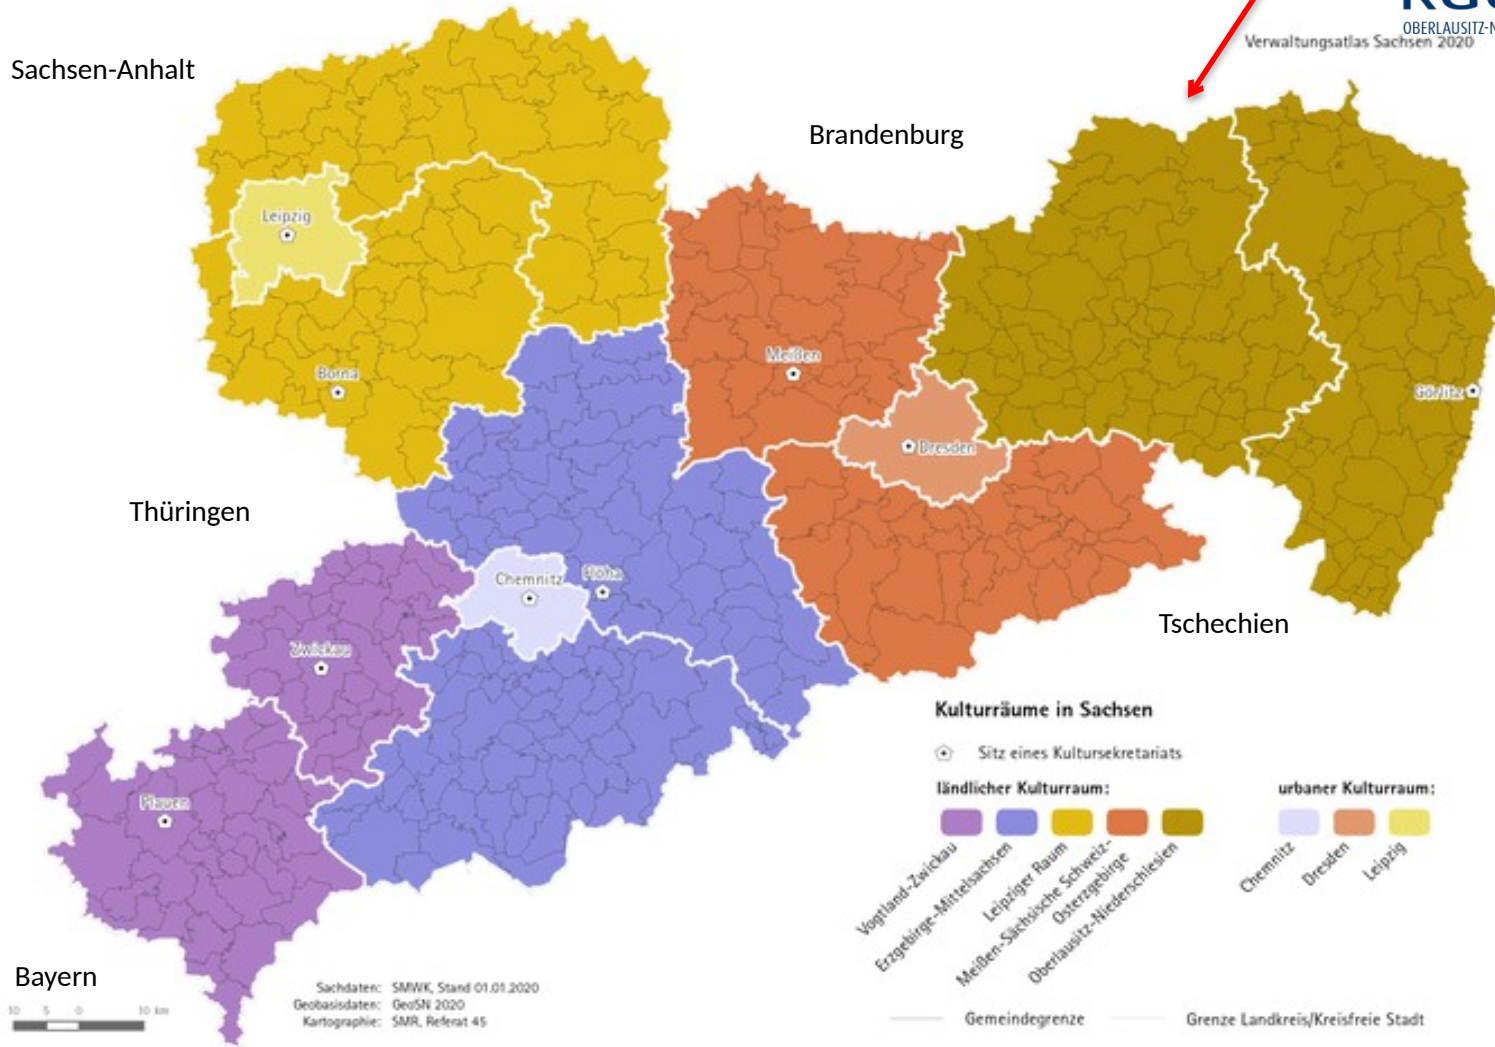 OBERLAUSITZ-N
Verwaltungsatlas Sachsen 2020
Sachsen-Anhalt
Brandenburg
Leipzig
Meißen
Borna
Görlitz
Dresden
Thüringen
Chemnitz
Flöha
Tschechien
Zwickau
Plauen
Kulturräume in Sachsen
Sitz eines Kultursekretariats
ländlicher Kulturraum:
urbaner Kulturraum:
Vogtland-Zwickau
Erzgebirge-Mittelsachsen
Leipziger Raum
Meißen-Sächsische Schweiz-
Osterzgebirge
Oberlausitz-Niederschlesien
Chemnitz
Dresden
Leipzig
Bayern
10 5 0 10 km
Sachdaten: SMWK, Stand 01.01.2020
Geobasisdaten: GeoSN 2020
Kartographie: SMR, Referat 45
Gemeindegrenze
Grenze Landkreis/Kreisfreie Stadt